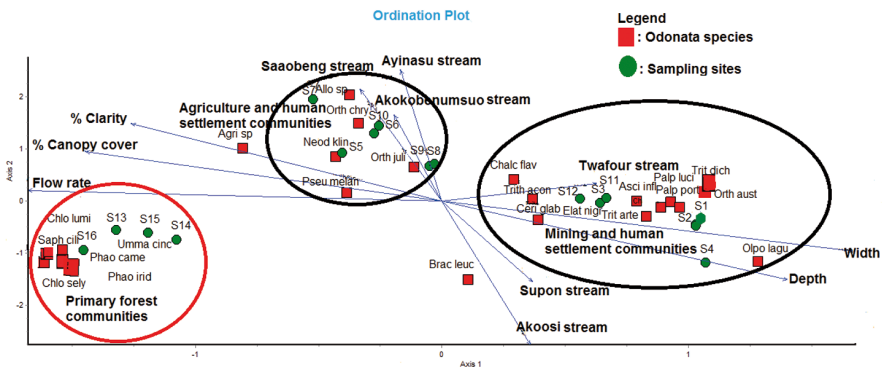 Ordination Plot
Legend
: Odonata species
: Sampling sites
Ayinasu stream
Saaobeng stream
S7
Allo sp
Akokobenumsuo stream
Orth chry
S10
S6
Agriculture and human
settlement communities
% Clarity
Agri sp
Neod klin
S5
S9
S8
Orth juli
% Canopy cover
Pseu melan
Flow rate
Chalc flav
Twafour stream
S11
Trith acon
S12
S3
Asci infl
Palp luci
Trit dich
Palp port
Orth aust
Ceri glab
Elat nigr
Trit arte
S2
S1
Mining and human
settlement communities
S4
Olpo lagu
Width
Depth
Chlo lumi
S13
S15
S14
Saph cili
S16
Umma cinc
Phao came
Phao irid
Chlo sely
Primary forest
communities
Brac leuc
Supon stream
Akoosi stream
Axis 2
2
1
0
-1
-2
-1
0
1
Axis 1